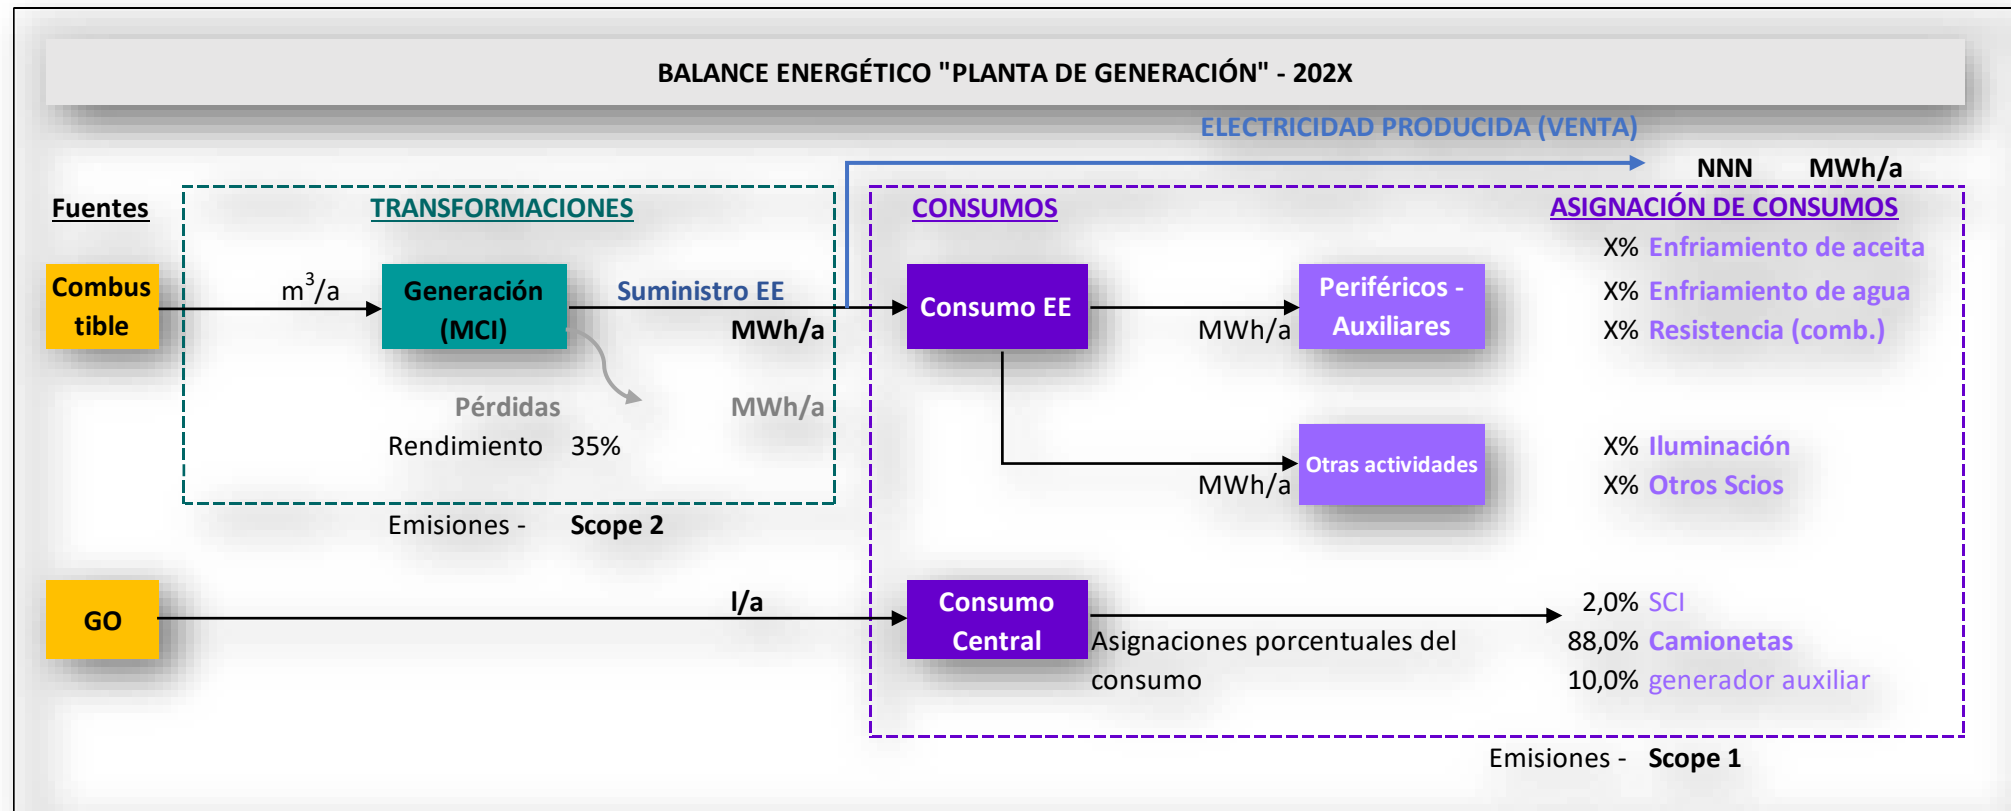 BALANCE ENERGÉTICO "PLANTA DE GENERACIÓN" - 202X
ELECTRICIDAD PRODUCIDA (VENTA)
NNN MWh/a
Fuentes
TRANSFORMACIONES
CONSUMOS
ASIGNACIÓN DE CONSUMOS
Combus
tible
m³/a
Generación
(MCI)
Suministro EE
MWh/a
Pérdidas MWh/a
Rendimiento 35%
Emisiones - Scope 2
Consumo EE
MWh/a
Periféricos -
Auxiliares
X% Enfriamiento de aceita
X% Enfriamiento de agua
X% Resistencia (comb.)
MWh/a
Otras actividades
X% Iluminación
X% Otros Scios
GO
l/a
Consumo
Central
Asignaciones porcentuales del
consumo
2,0% SCI
88,0% Camionetas
10,0% generador auxiliar
Emisiones - Scope 1